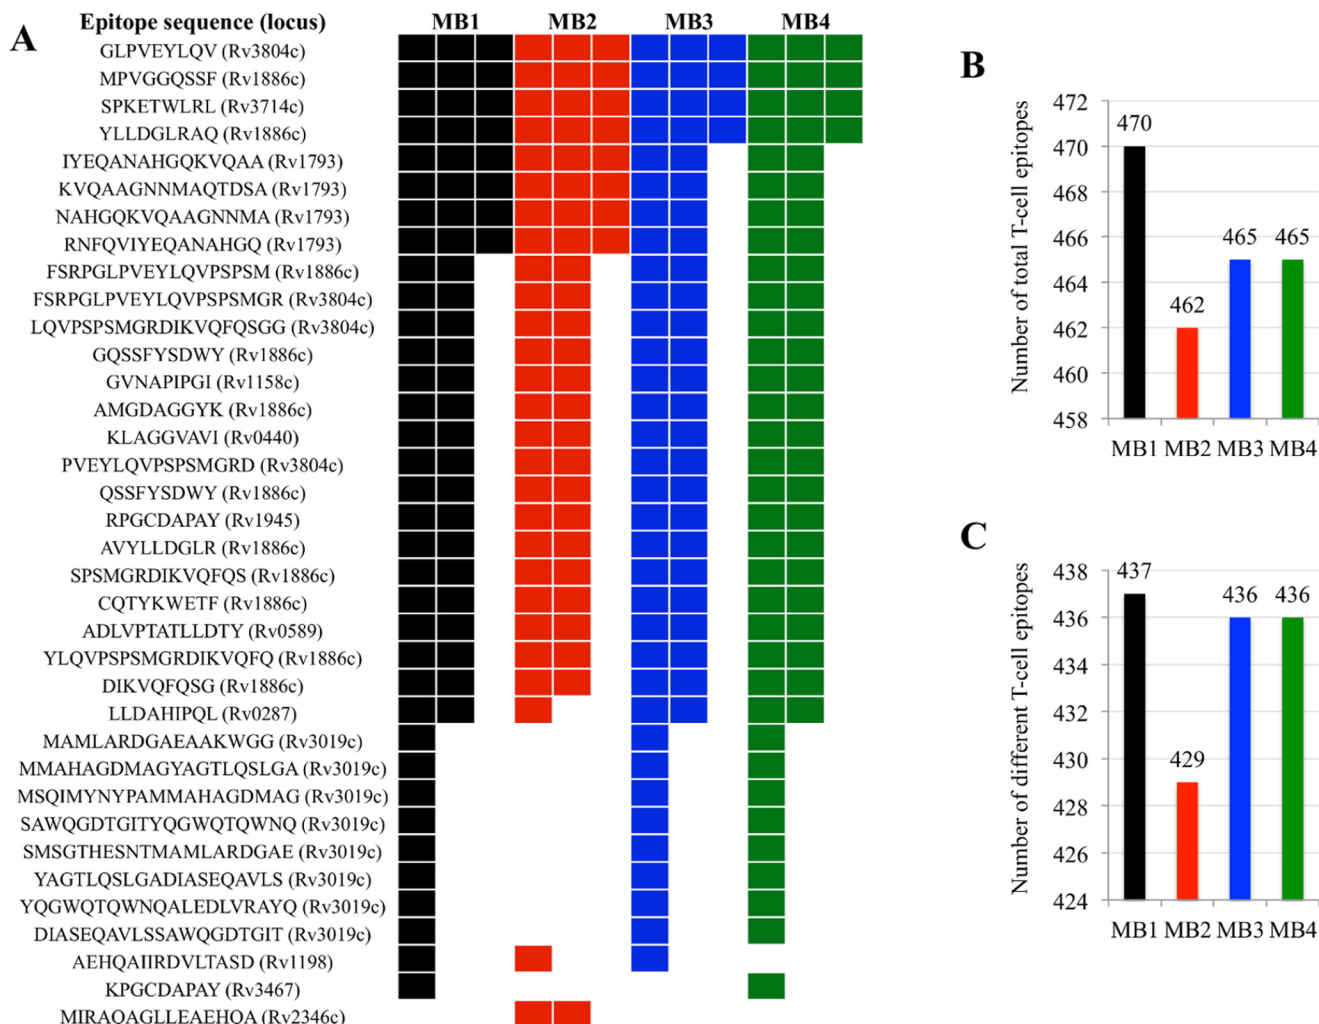 A
Epitope sequence (locus)
MB1 MB2 MB3 MB4
GLPVEYLQV (Rv3804c)
MPVGGQSSF (Rv1886c)
SPKETWLRL (Rv3714c)
YLLDGLRAQ (Rv1886c)
IYEQANAHGQKVQAA (Rv1793)
KVQAAGNNMAQTDSA (Rv1793)
NAHGQKVQAAGNNMA (Rv1793)
RNFQVIYEQANAHGQ (Rv1793)
FSRPGLPVEYLQVPSPSM (Rv1886c)
FSRPGLPVEYLQVPSPSMGR (Rv3804c)
LQVPSPSMGRDIKVQFQSGG (Rv3804c)
GQSSFYSDWY (Rv1886c)
GVNAPIPGI (Rv1158c)
AMGDAGGYK (Rv1886c)
KLAGGVAVI (Rv0440)
PVEYLQVPSPSMGRD (Rv3804c)
QSSFYSDWY (Rv1886c)
RPGCDAPAY (Rv1945)
AVYLLDGLR (Rv1886c)
SPSMGRDIKVQFQS (Rv1886c)
CQTYKWETF (Rv1886c)
ADLVPTATLLDTY (Rv0589)
YLQVPSPSMGRDIKVQFQ (Rv1886c)
DIKVQFQSG (Rv1886c)
LLDAHIPQL (Rv0287)
MAMLARDGAEAAKWGG (Rv3019c)
MMAHAGDMAGYAGTLQSLGA (Rv3019c)
MSQIMYNYPAMMAHAGDMAG (Rv3019c)
SAWQGDTGITYQGWQTQWNQ (Rv3019c)
SMSGTHESNTMAMLARDGAE (Rv3019c)
YAGTLQSLGADIASEQAVLS (Rv3019c)
YQGWQTQWNQALEDLVRAYQ (Rv3019c)
DIASEQAVLSSAWQGDTGIT (Rv3019c)
AEHQAIIRDVLTASD (Rv1198)
KPGCDAPAY (Rv3467)
MIRAQAGLLEAEHQA (Rv2346c)
B
Number of total T-cell epitopes
472
470
468
466
464
462
460
458
470
462
465
465
MB1 MB2 MB3 MB4
C
Number of different T-cell epitopes
438
436
434
432
430
428
426
424
437
429
436
436
MB1 MB2 MB3 MB4